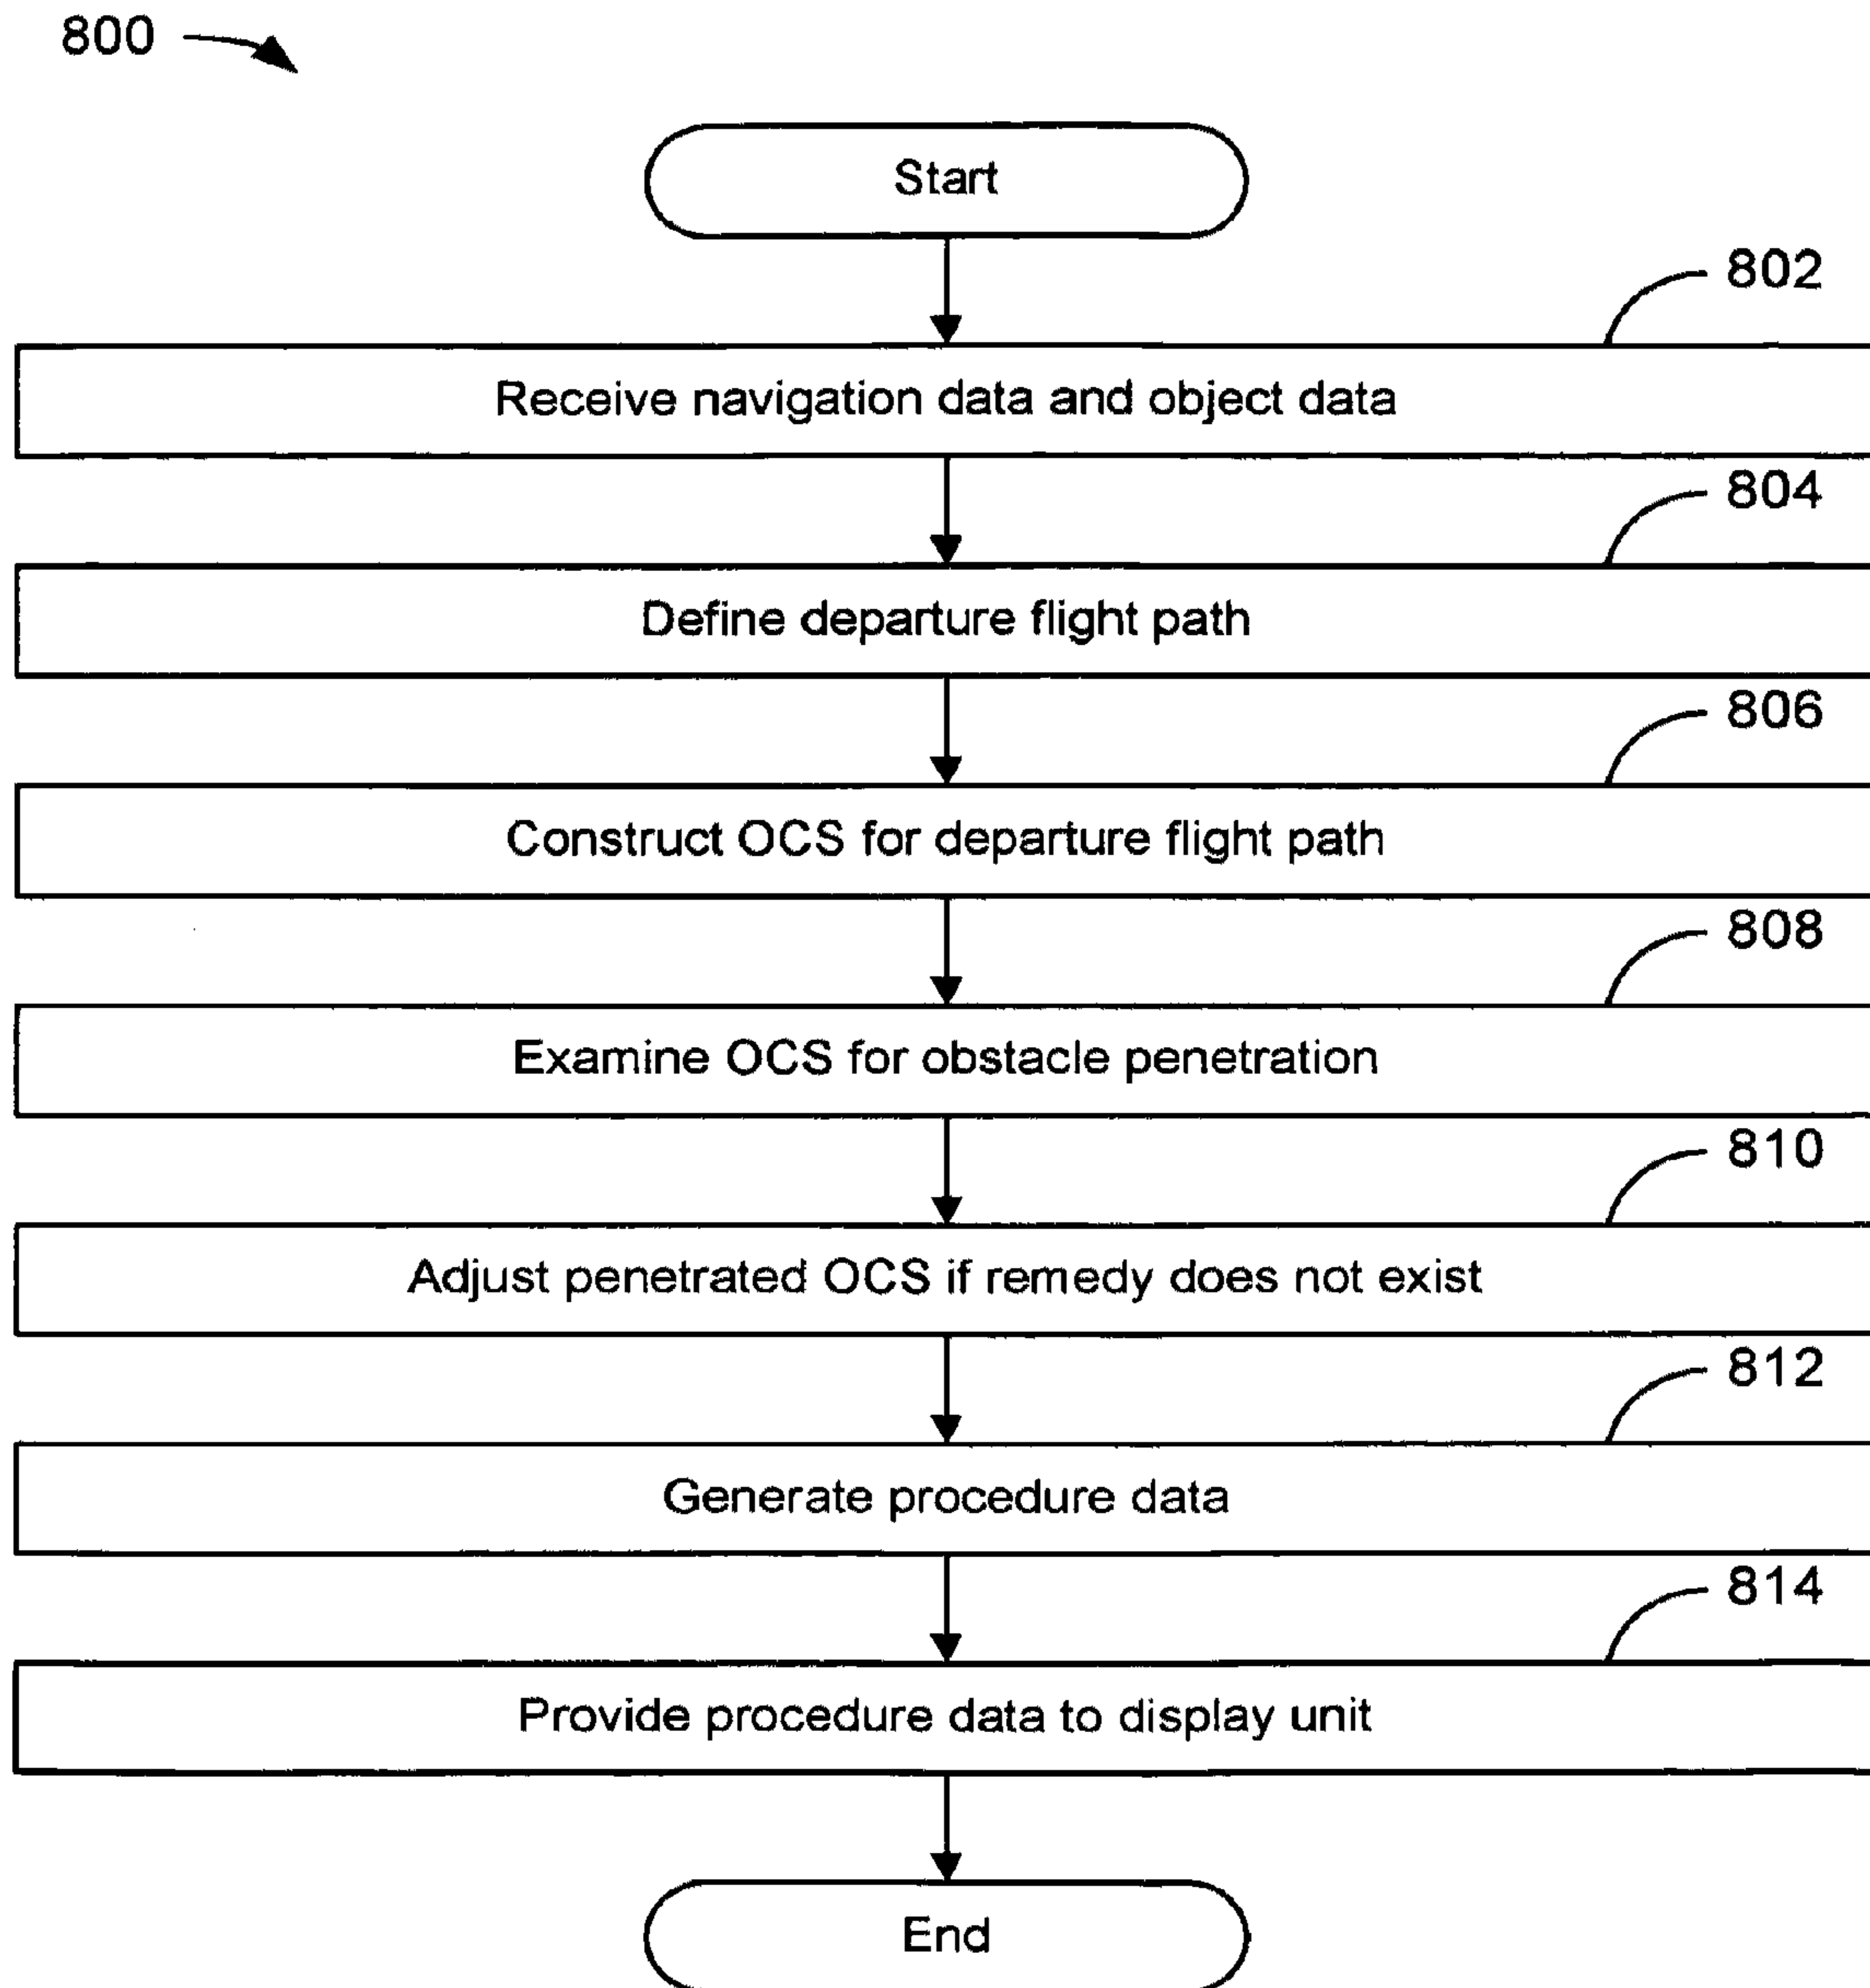 800
Start
802
Receive navigation data and object data
804
Define departure flight path
806
Construct OCS for departure flight path
808
Examine OCS for obstacle penetration
810
Adjust penetrated OCS if remedy does not exist
812
Generate procedure data
814
Provide procedure data to display unit
End